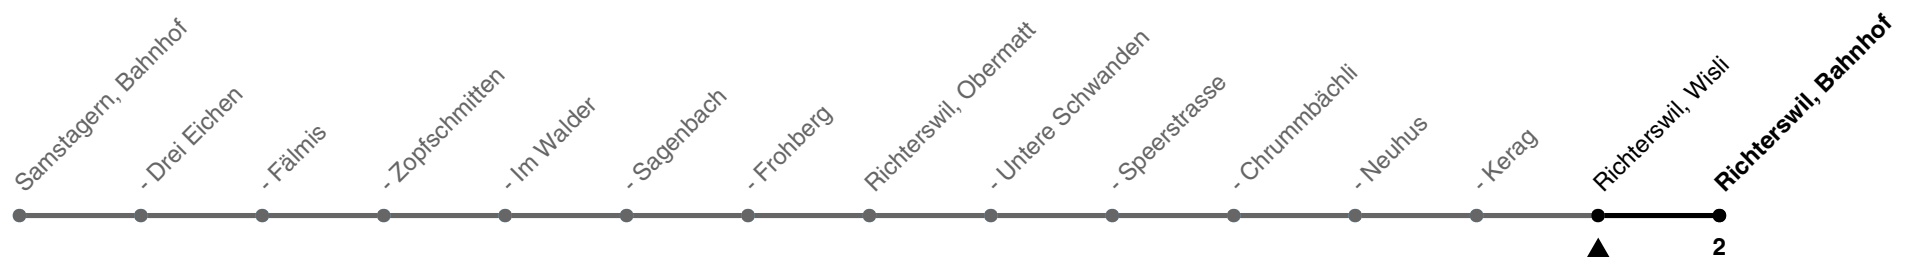 Samstagern, Bahnhof
- Drei Eichen
- Fälmis
- Zopfschmitten
- Im Walder
- Sagenbach
- Frohberg
Richterswil, Obermatt
- Untere Schwanden
- Speerstrasse
- Chrummbächli
- Neuhus
- Kerag
Richterswil, Wisli
Richterswil, Bahnhof
2